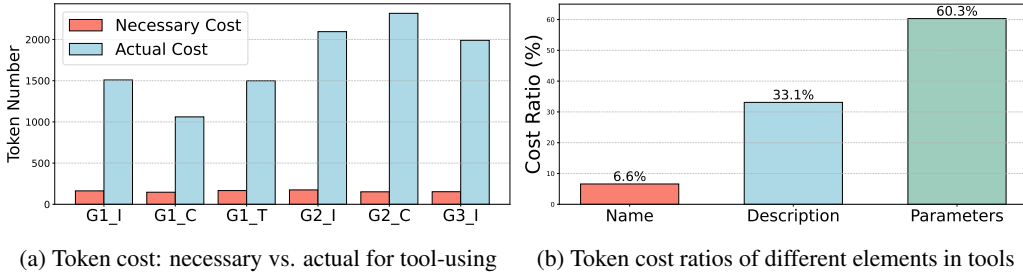 Token Number
2000
1500
1000
500
0
Necessary Cost
Actual Cost
G1_I G1_C G1_T G2_I G2_C G3_I
(a) Token cost: necessary vs. actual for tool-using
Cost Ratio (%)
60
50
40
30
20
10
0
6.6%
33.1%
60.3%
Name Description Parameters
(b) Token cost ratios of different elements in tools